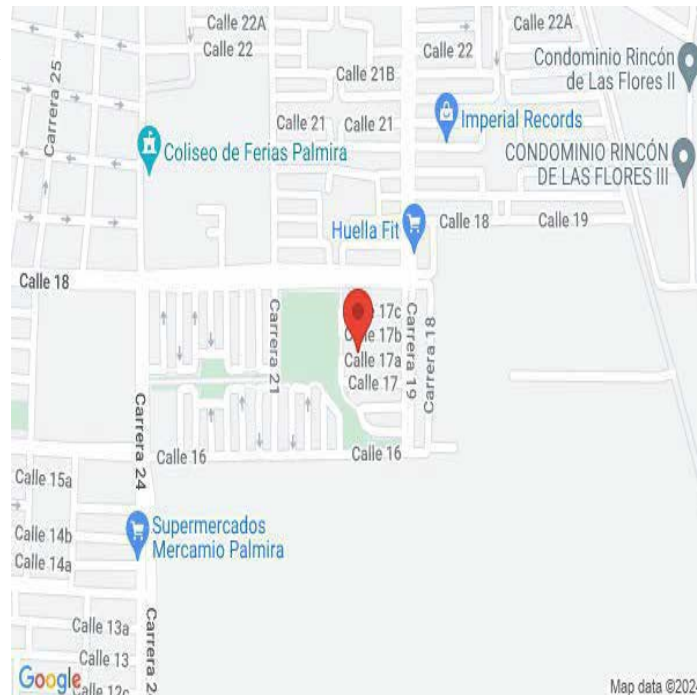 Calle 22A
Calle 22
Carrera 25
Coliseo de Ferias Palmira
Calle 21B
Calle 21
Calle 21
Calle 22
Calle 22A
Imperial Records
Condominio Rincón
de Las Flores II
CONDOMINIO RINCÓN
DE LAS FLORES III
Huella Fit
Calle 18
Calle 19
Calle 18
Carrera 21
17c
17b
Calle 17a
Calle 17
Carrera 19
Carrera 18
Carrera 24
Calle 16
Calle 16
Calle 15a
Calle 14b
Calle 14a
Supermercados
Mercamio Palmira
Calle 13a
Calle 13
Calle 12c
Carrera 2
Google
Map data ©202